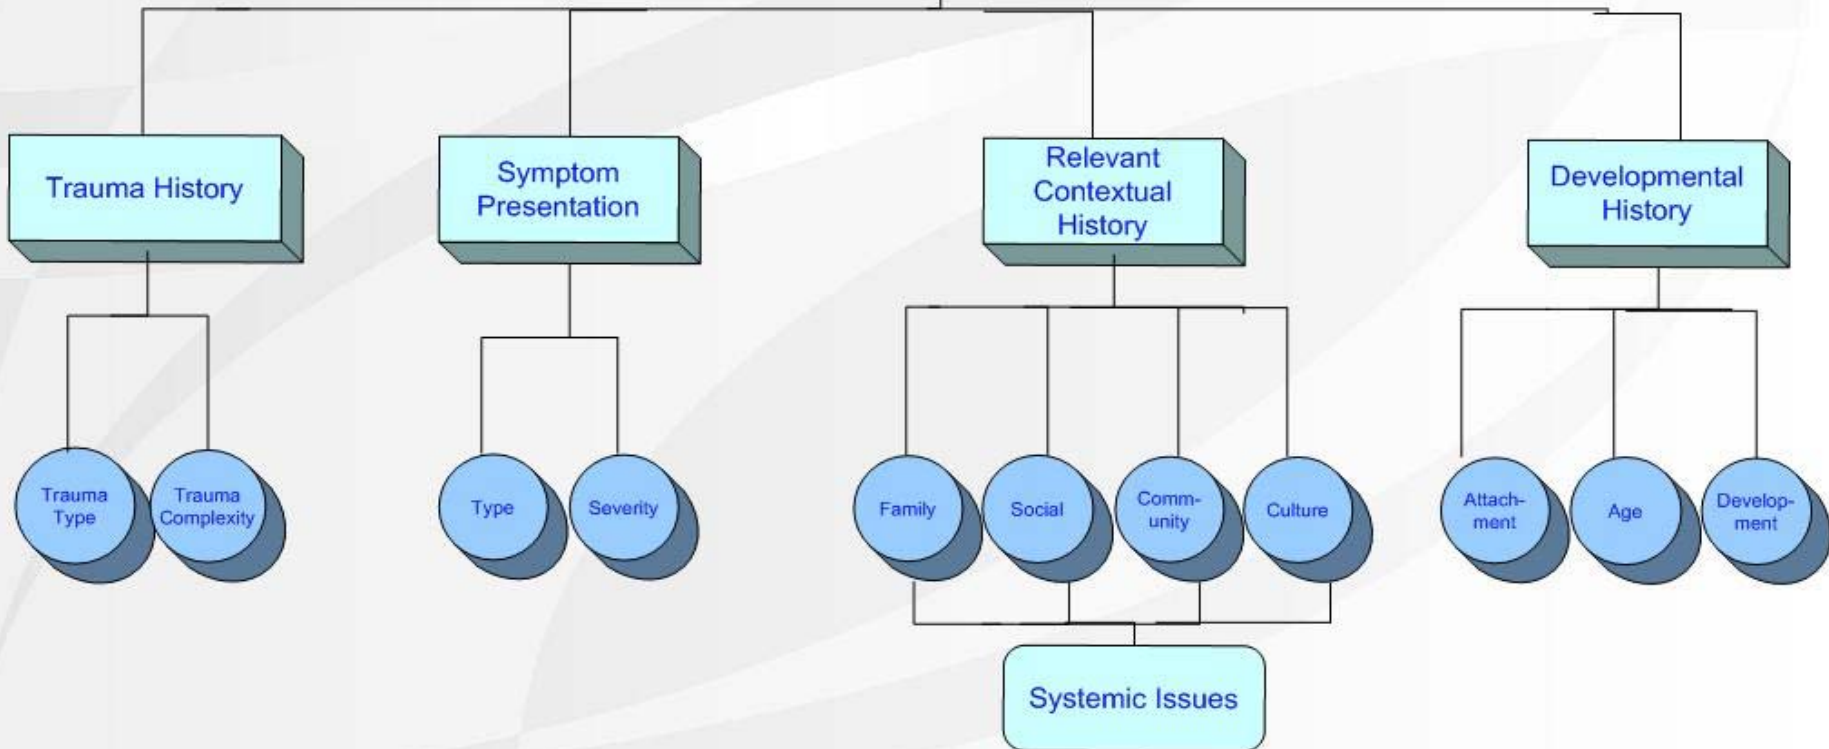 Trauma History
Symptom
Presentation
Relevant
Contextual
History
Developmental
History
Trauma
Type
Trauma
Complexity
Type
Severity
Family
Social
Comm-
unity
Culture
Attach-
ment
Age
Develop-
ment
Systemic Issues